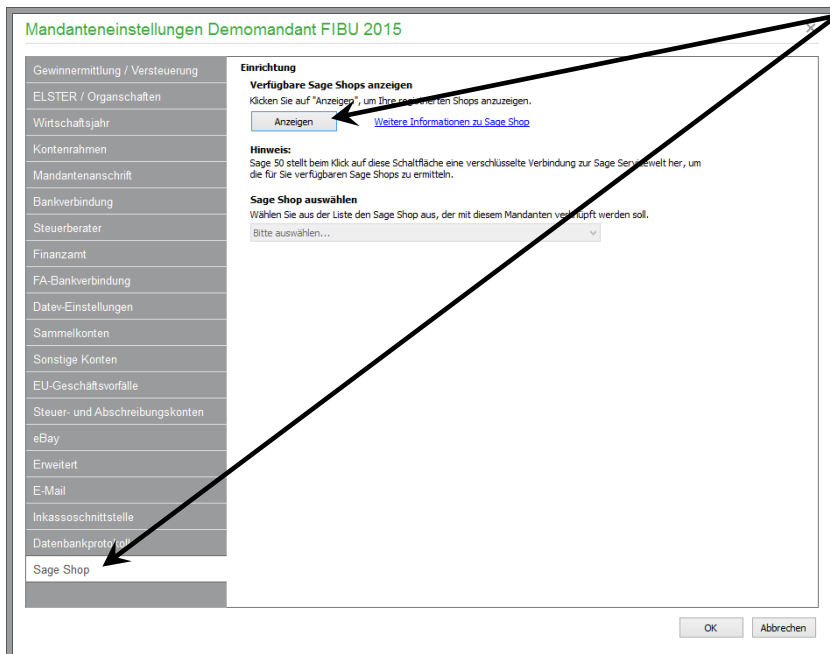 Mandanteneinstellungen Demomandant FIBU 2015
Gewinnermittlung / Versteuerung
ELSTER / Organschaften
Wirtschaftsjahr
Kontenrahmen
Mandantenanschrift
Bankverbindung
Steuerberater
Finanzamt
FA-Bankverbindung
Datev-Einstellungen
Sammelkonten
Sonstige Konten
EU-Geschäftsvorfälle
Steuer- und Abschreibungskonten
eBay
Erweitert
E-Mail
Inkassoschnittstelle
Datenbankprotokoll
Sage Shop
Einrichtung
Verfügbare Sage Shops anzeigen
Klicken Sie auf "Anzeigen", um Ihre registrierten Shops anzuzeigen.
Anzeigen
Weitere Informationen zu Sage Shop
Hinweis:
Sage 50 stellt beim Klick auf diese Schaltfläche eine verschlüsselte Verbindung zur Sage Servicewelt her, um
die für Sie verfügbaren Sage Shops zu ermitteln.
Sage Shop auswählen
Wählen Sie aus der Liste den Sage Shop aus, der mit diesem Mandanten verknüpft werden soll.
Bitte auswählen...
OK
Abbrechen